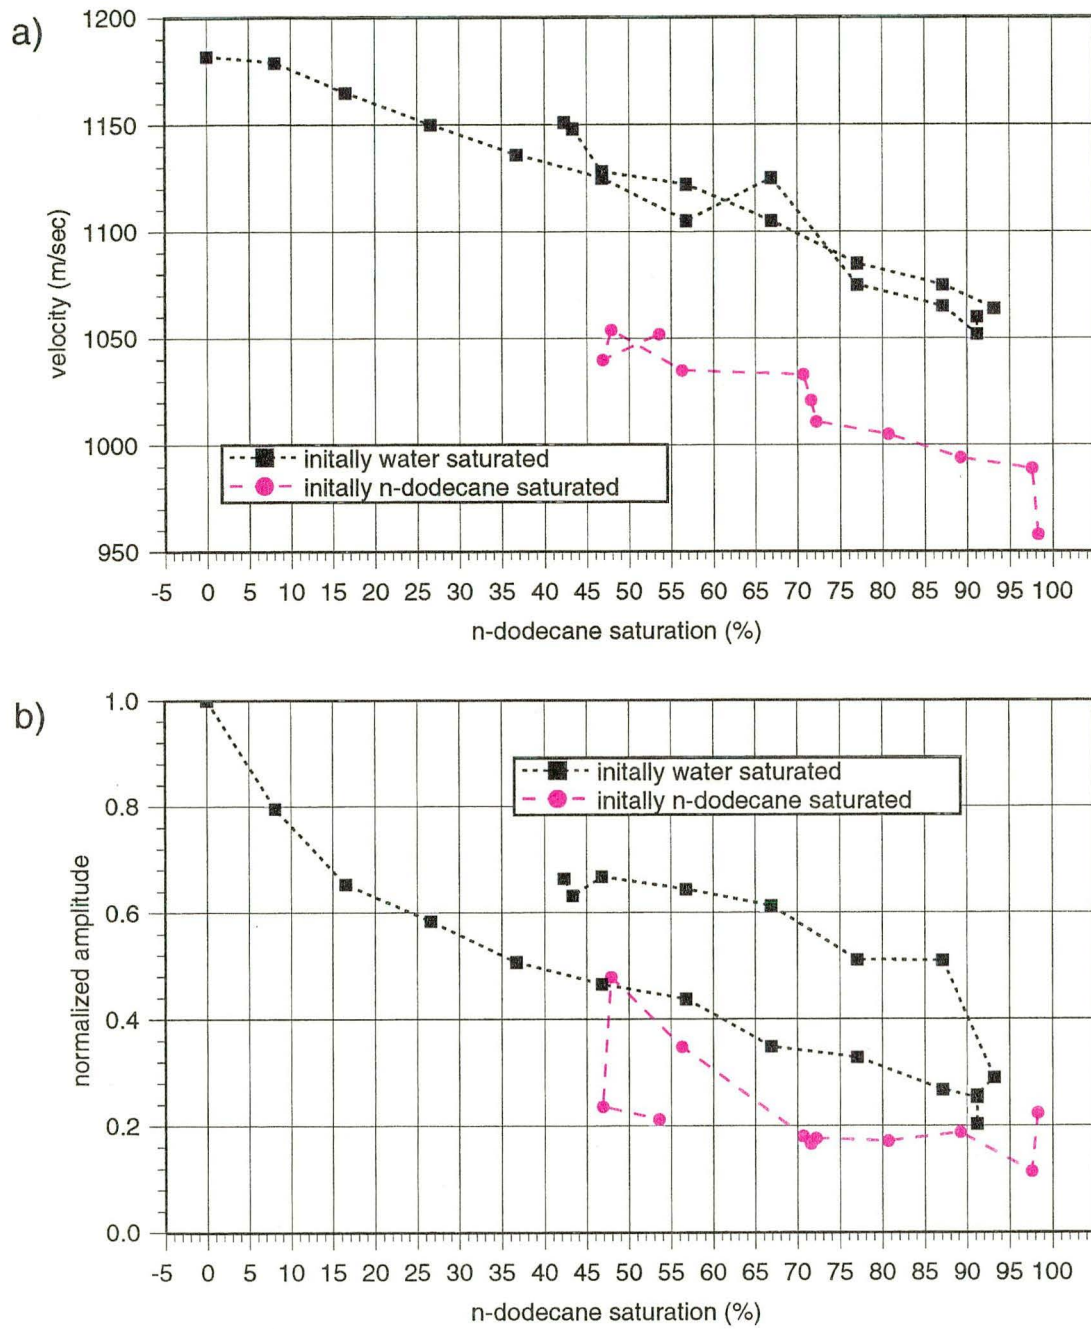 a)
1200
1150
1100
1050
1000
950
velocity (m/sec)
initally water saturated
initally n-dodecane saturated
-5 0 5 10 15 20 25 30 35 40 45 50 55 60 65 70 75 80 85 90 95 100
n-dodecane saturation (%)
b)
1.0
0.8
0.6
0.4
0.2
0.0
normalized amplitude
initally water saturated
initally n-dodecane saturated
-5 0 5 10 15 20 25 30 35 40 45 50 55 60 65 70 75 80 85 90 95 100
n-dodecane saturation (%)